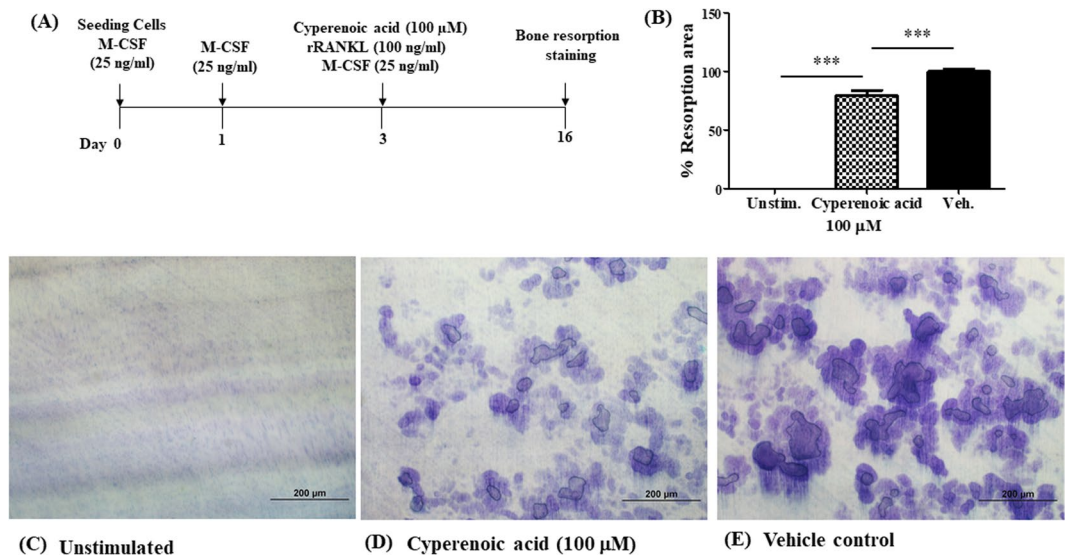 (A)
Seeding Cells
M-CSF
(25 ng/ml)
M-CSF
(25 ng/ml)
Cyperenoic acid (100 µM)
rRANKL (100 ng/ml)
M-CSF (25 ng/ml)
Bone resorption
staining
Day 0
1
3
16
(B)
% Resorption area
150
100
50
0
***
***
Unstim.
Cyperenoic acid
100 µM
Veh.
200 µm
200 µm
200 µm
(C) Unstimulated
(D) Cyperenoic acid (100 µM)
(E) Vehicle control